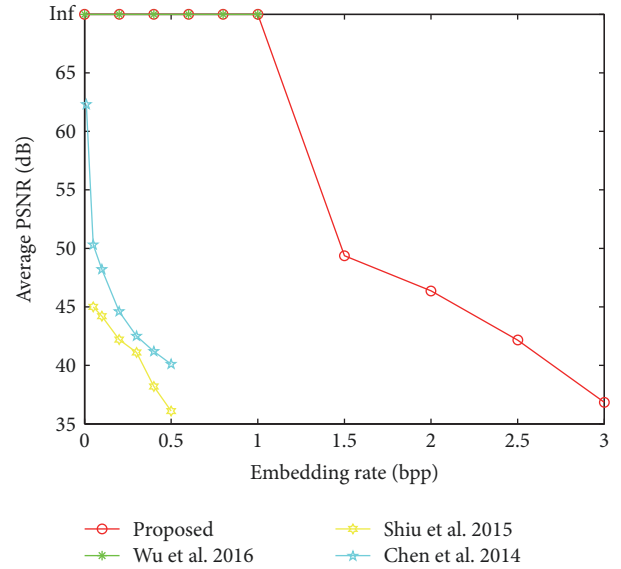 Inf
65
60
55
50
45
40
35
0
0.5
1
1.5
2
2.5
3
Average PSNR (dB)
Embedding rate (bpp)
Proposed
Wu et al. 2016
Shiu et al. 2015
Chen et al. 2014